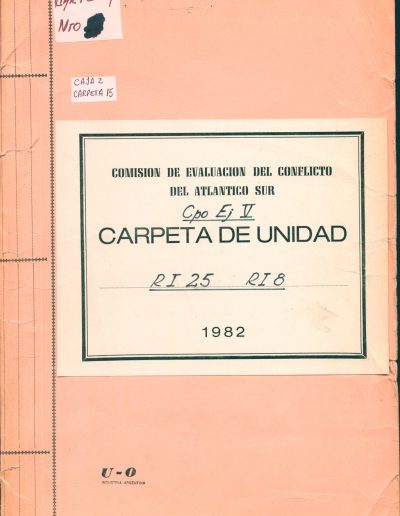 Nro
CAJA 2
CARPETA 15
COMISION DE EVALUACION DEL CONFLICTO
DEL ATLANTICO SUR
Cpo Ej V
CARPETA DE UNIDAD
RI 25 RI 8
1982
U-O
INDUSTRIA ARGENTINA